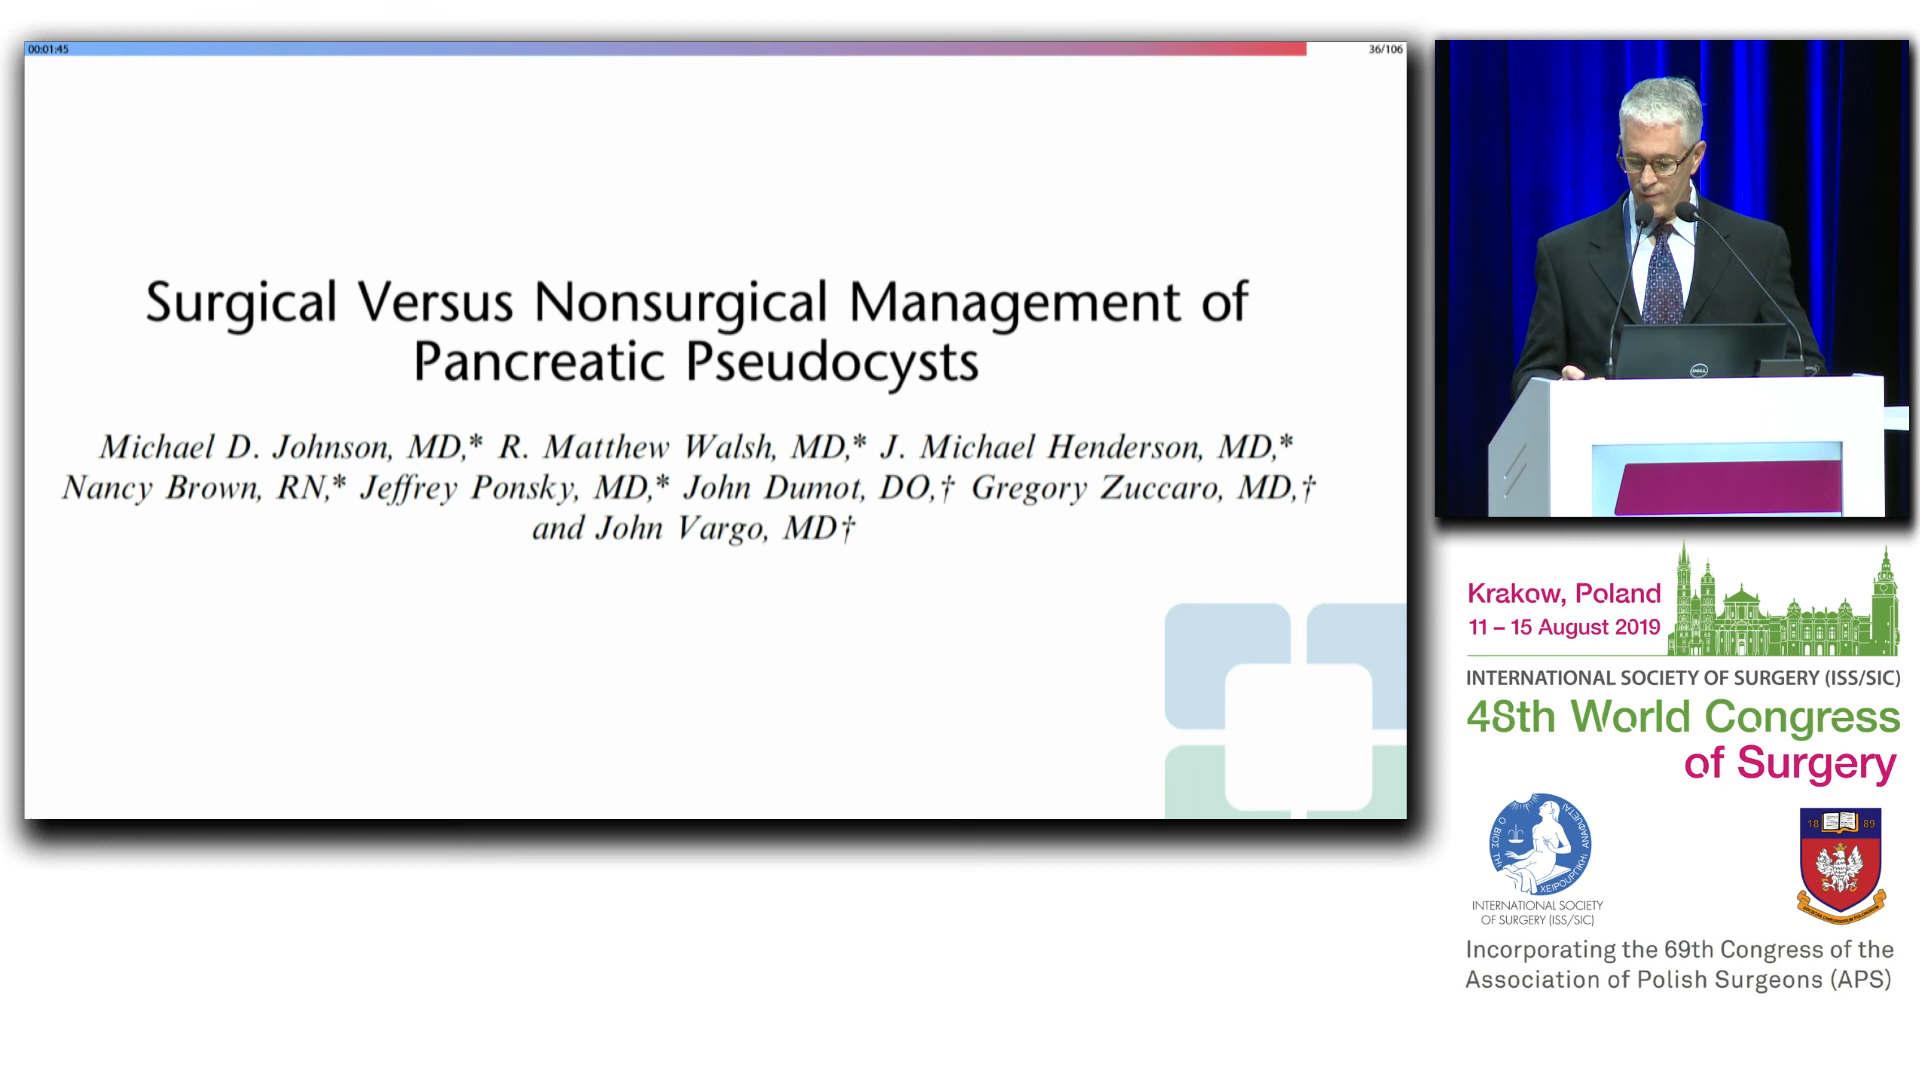 00:01:45
36/106
Surgical Versus Nonsurgical Management of
Pancreatic Pseudocysts
Michael D. Johnson, MD,* R. Matthew Walsh, MD,* J. Michael Henderson, MD,*
Nancy Brown, RN,* Jeffrey Ponsky, MD,* John Dumot, DO,† Gregory Zuccaro, MD,†
and John Vargo, MD†
DELL
Krakow, Poland
11 – 15 August 2019
INTERNATIONAL SOCIETY OF SURGERY (ISS/SIC)
48th World Congress
of Surgery
INTERNATIONAL SOCIETY
OF SURGERY (ISS/SIC)
18 89
Incorporating the 69th Congress of the
Association of Polish Surgeons (APS)